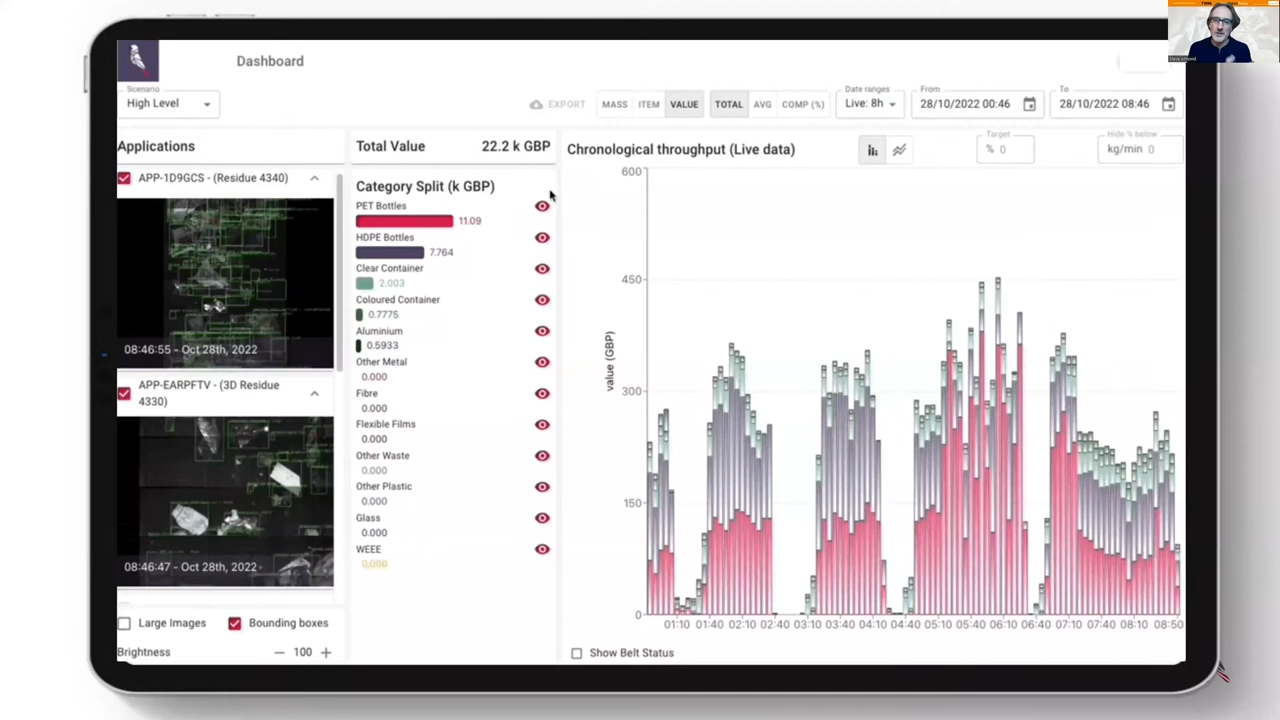 Dashboard
Scenario
High Level
EXPORT
MASS
ITEM
VALUE
TOTAL
AVG
COMP (%)
Date ranges
Live: 8h
From
28/10/2022 00:46
To
28/10/2022 08:46
Applications
APP-1D9GCS - (Residue 4340)
08:46:55 - Oct 28th, 2022
APP-EARPFTV - (3D Residue
4330)
08:46:47 - Oct 28th, 2022
Large Images
Bounding boxes
Brightness
100
Total Value
22.2 k GBP
Category Split (k GBP)
PET Bottles
11.09
HDPE Bottles
7.764
Clear Container
2.003
Coloured Container
0.7775
Aluminium
0.5933
Other Metal
0.000
Fibre
0.000
Flexible Films
0.000
Other Waste
0.000
Other Plastic
0.000
Glass
0.000
WEEE
0.000
Chronological throughput (Live data)
Target
% 0
Hide % below
kg/min 0
600
450
300
150
0
value (GBP)
01:10 01:40 02:10 02:40 03:10 03:40 04:10 04:40 05:10 05:40 06:10 06:40 07:10 07:40 08:10 08:50
Show Belt Status